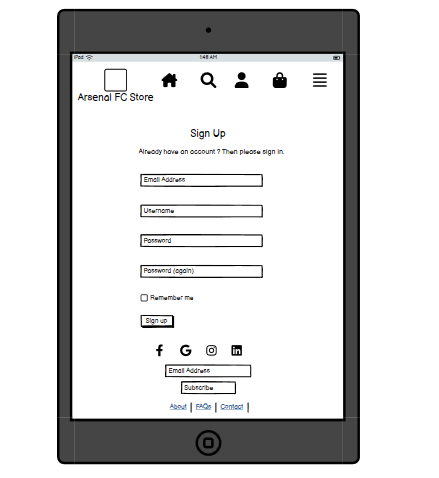 iPad 1:48 AM
Arsenal FC Store
Sign Up
Already have an account ? Then please sign in.
Email Address
Username
Password
Password (again)
Remember me
Sign up
Email Address
Subscribe
About | FAQs | Contact |